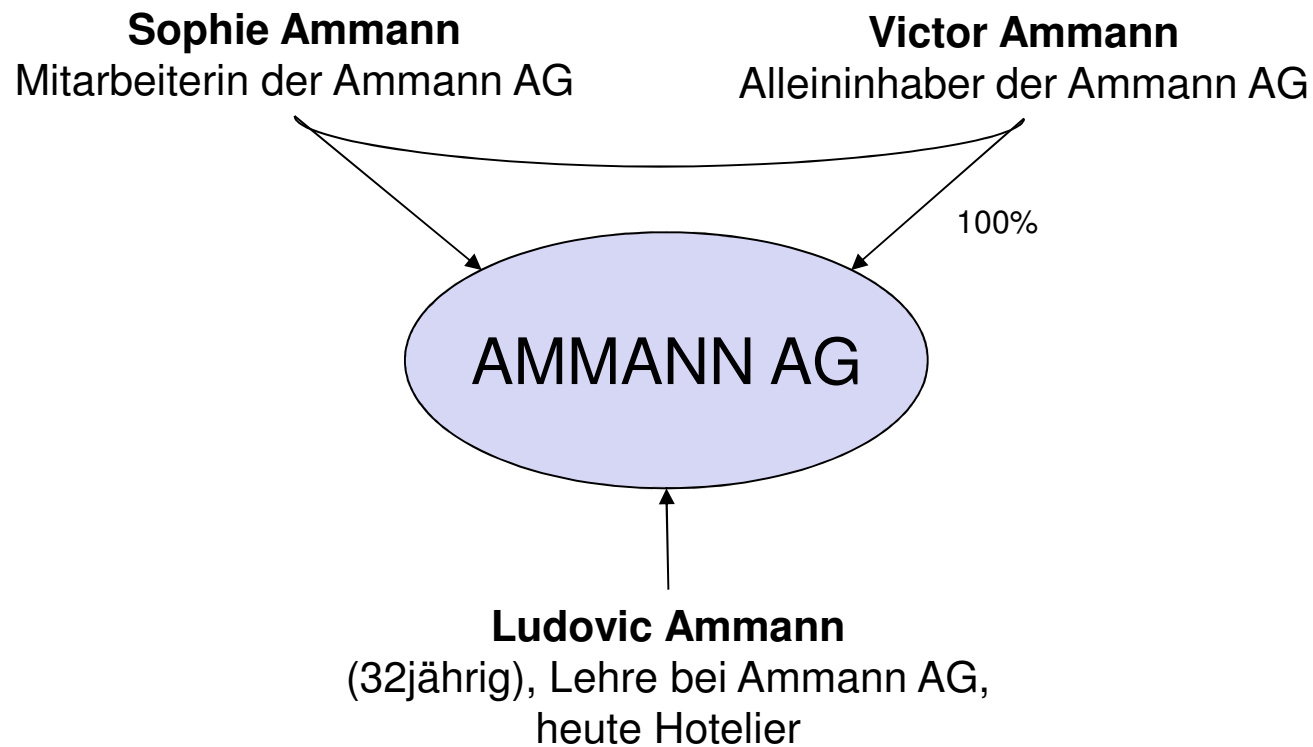 Sophie Ammann
Mitarbeiterin der Ammann AG
Victor Ammann
Alleininhaber der Ammann AG
100%
AMMANN AG
Ludovic Ammann
(32jährig), Lehre bei Ammann AG,
heute Hotelier